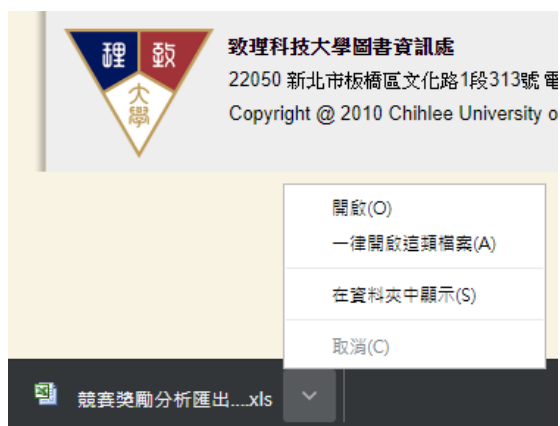 理 致
大
學
致理科技大學圖書資訊處
22050 新北市板橋區文化路1段313號 電
Copyright @ 2010 Chihlee University o
開啟(O)
一律開啟這類檔案(A)
在資料夾中顯示(S)
取消(C)
競賽獎勵分析匯出....xls